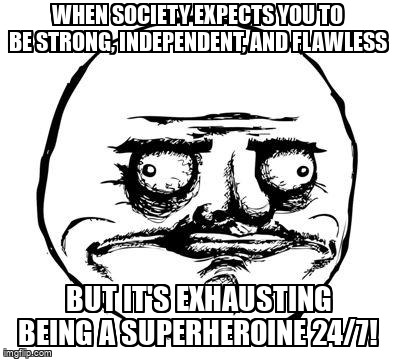 WHEN SOCIETY EXPECTS YOU TO
BE STRONG, INDEPENDENT, AND FLAWLESS
BUT IT'S EXHAUSTING
BEING A SUPERHEROINE 24/7!
imgflip.com